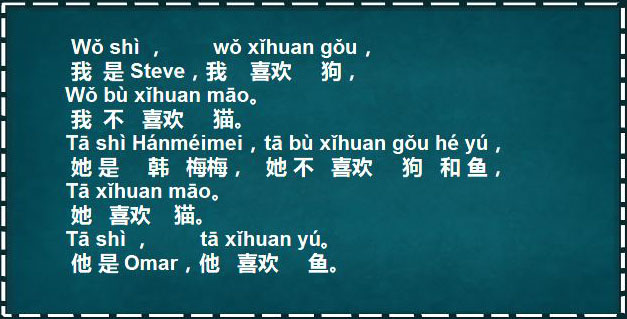 Wǒ shì ， wǒ xǐhuan gǒu，
我 是 Steve，我 喜欢 狗，
Wǒ bù xǐhuan māo。
我 不 喜欢 猫。
Tā shì Hánméimei，tā bù xǐhuan gǒu hé yú，
她 是 韩 梅梅， 她 不 喜欢 狗 和 鱼，
Tā xǐhuan māo。
她 喜欢 猫。
Tā shì ， tā xǐhuan yú。
他 是 Omar，他 喜欢 鱼。